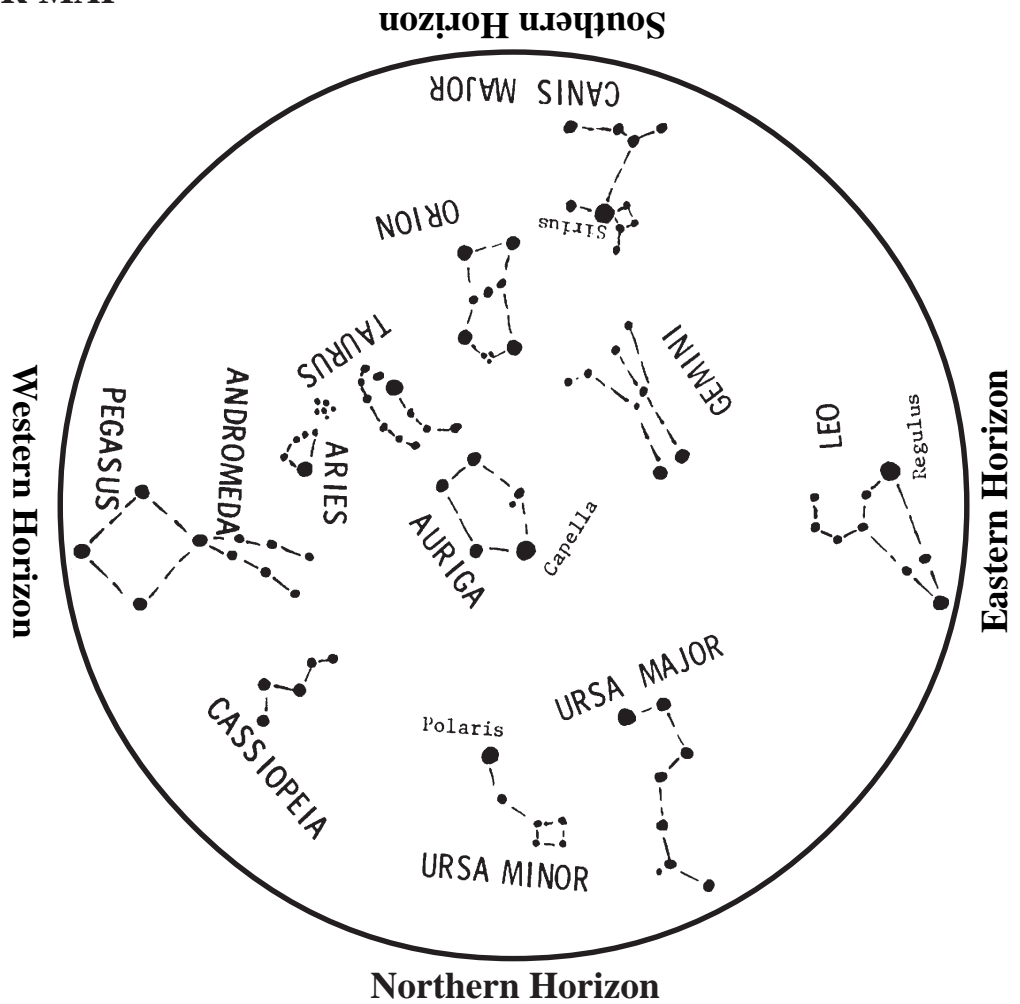 Southern Horizon
CANIS MAJOR
ORION
Sirius
TAURUS
GEMINI
Western Horizon
PEGASUS
ANDROMEDA
ARIES
LEO
Regulus
Eastern Horizon
AURIGA
Capella
URSA MAJOR
CASSIOPEIA
Polaris
URSA MINOR
Northern Horizon